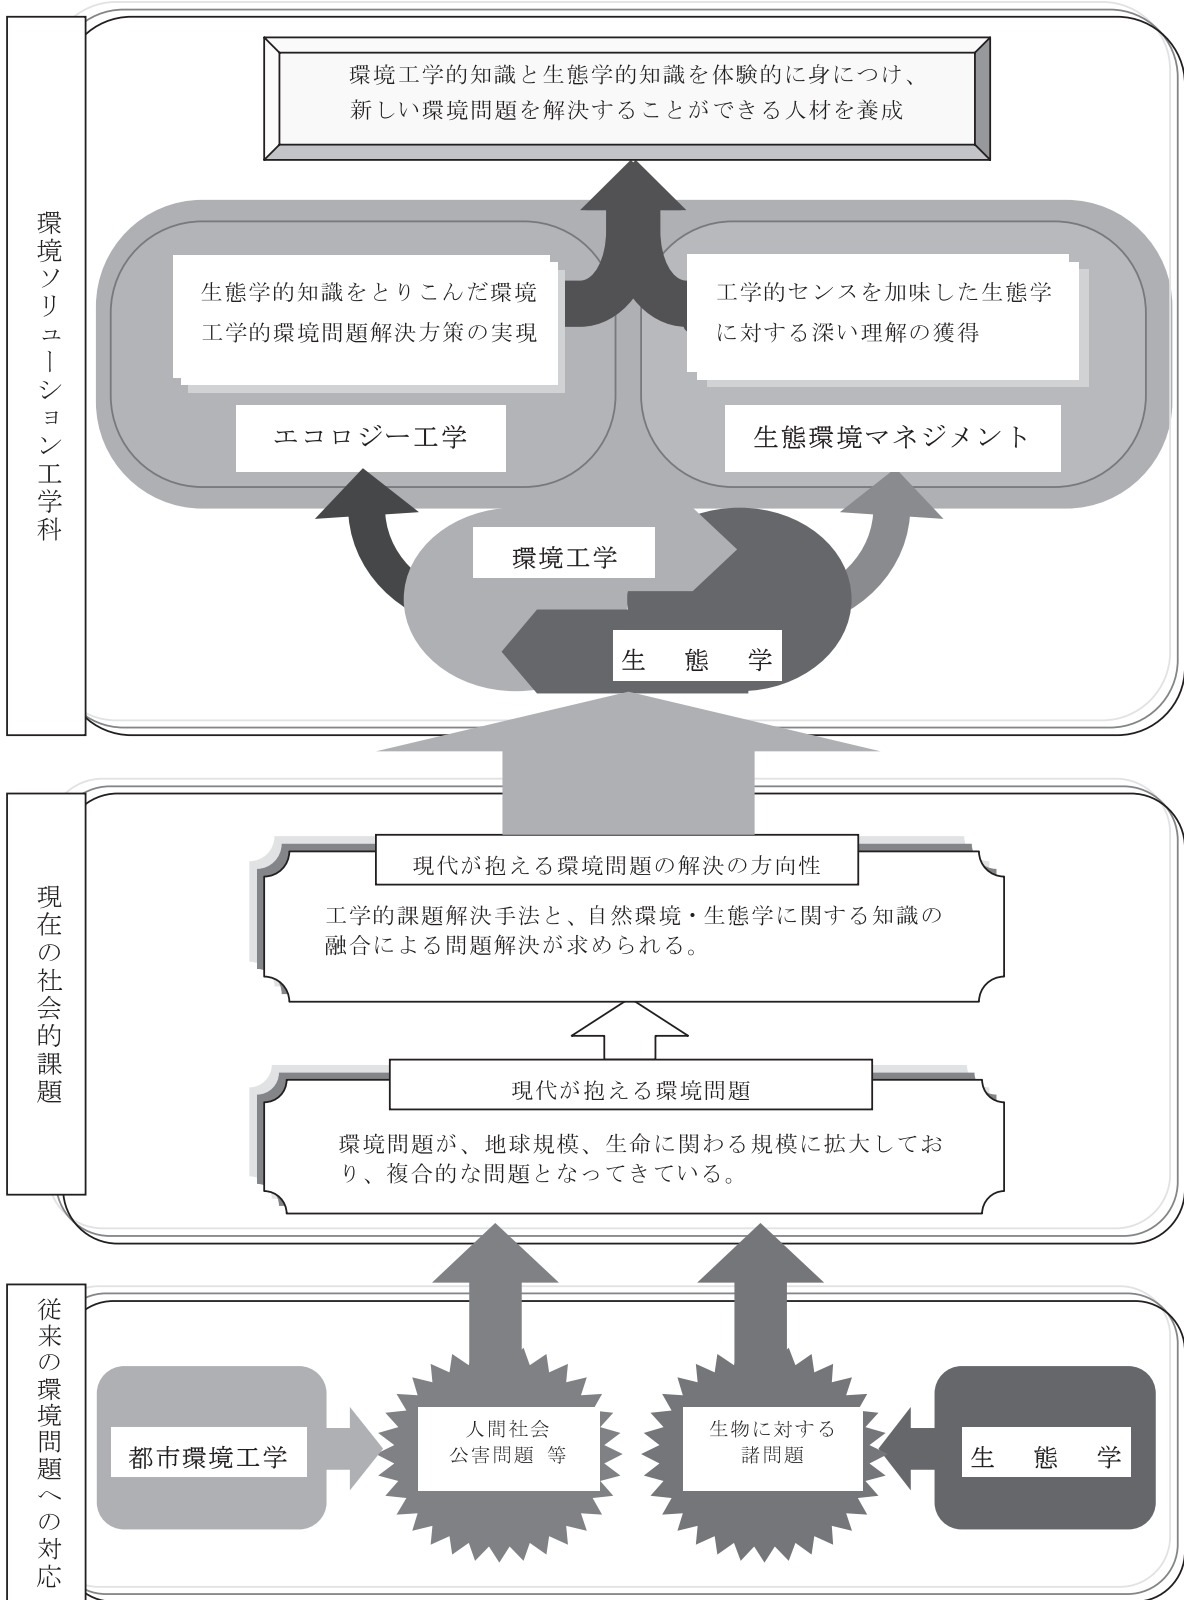 環境ソリューション工学科
環境工学的知識と生態学的知識を体験的に身につけ、
新しい環境問題を解決することができる人材を養成
生態学的知識をとりこんだ環境
工学的環境問題解決方策の実現
工学的センスを加味した生態学
に対する深い理解の獲得
エコロジー工学
生態環境マネジメント
環境工学
生 態 学
現在の社会的課題
現代が抱える環境問題の解決の方向性
工学的課題解決手法と、自然環境・生態学に関する知識の
融合による問題解決が求められる。
現代が抱える環境問題
環境問題が、地球規模、生命に関わる規模に拡大してお
り、複合的な問題となってきている。
従来の環境問題への対応
都市環境工学
人間社会
公害問題 等
生物に対する
諸問題
生 態 学